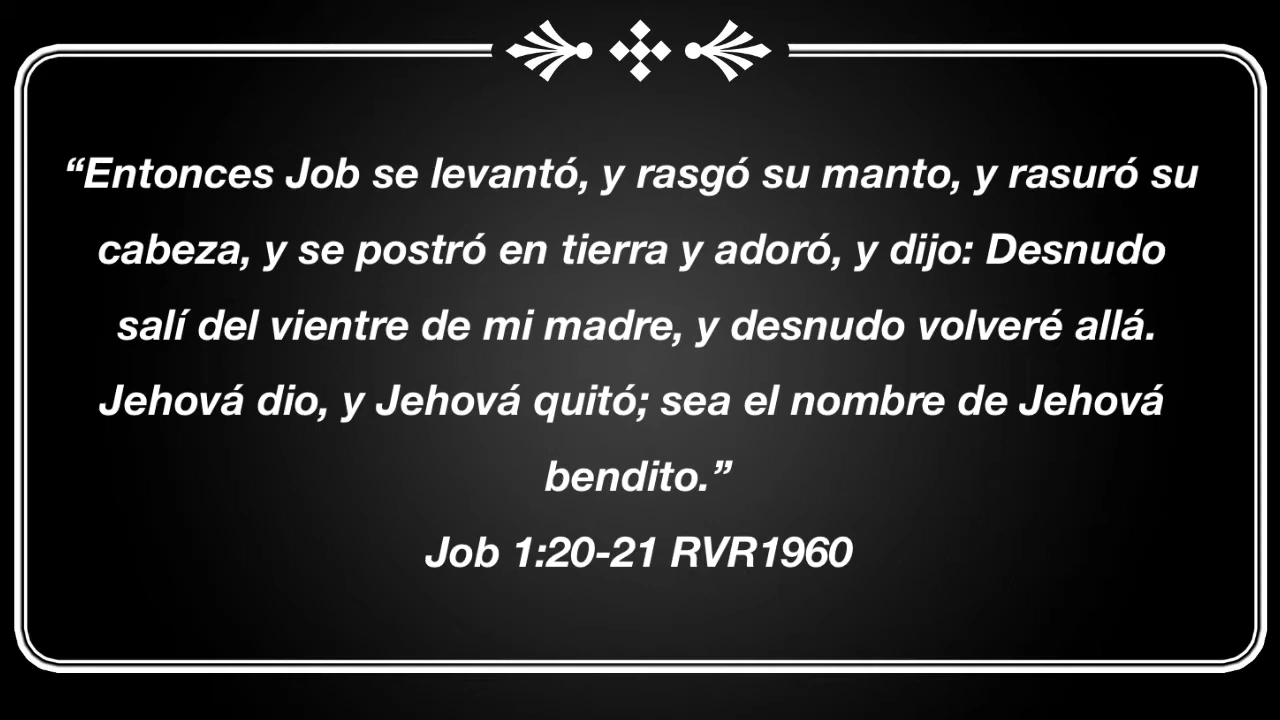 “Entonces Job se levantó, y rasgó su manto, y rasuró su
cabeza, y se postró en tierra y adoró, y dijo: Desnudo
salí del vientre de mi madre, y desnudo volveré allá.
Jehová dio, y Jehová quitó; sea el nombre de Jehová
bendito.”
Job 1:20-21 RVR1960